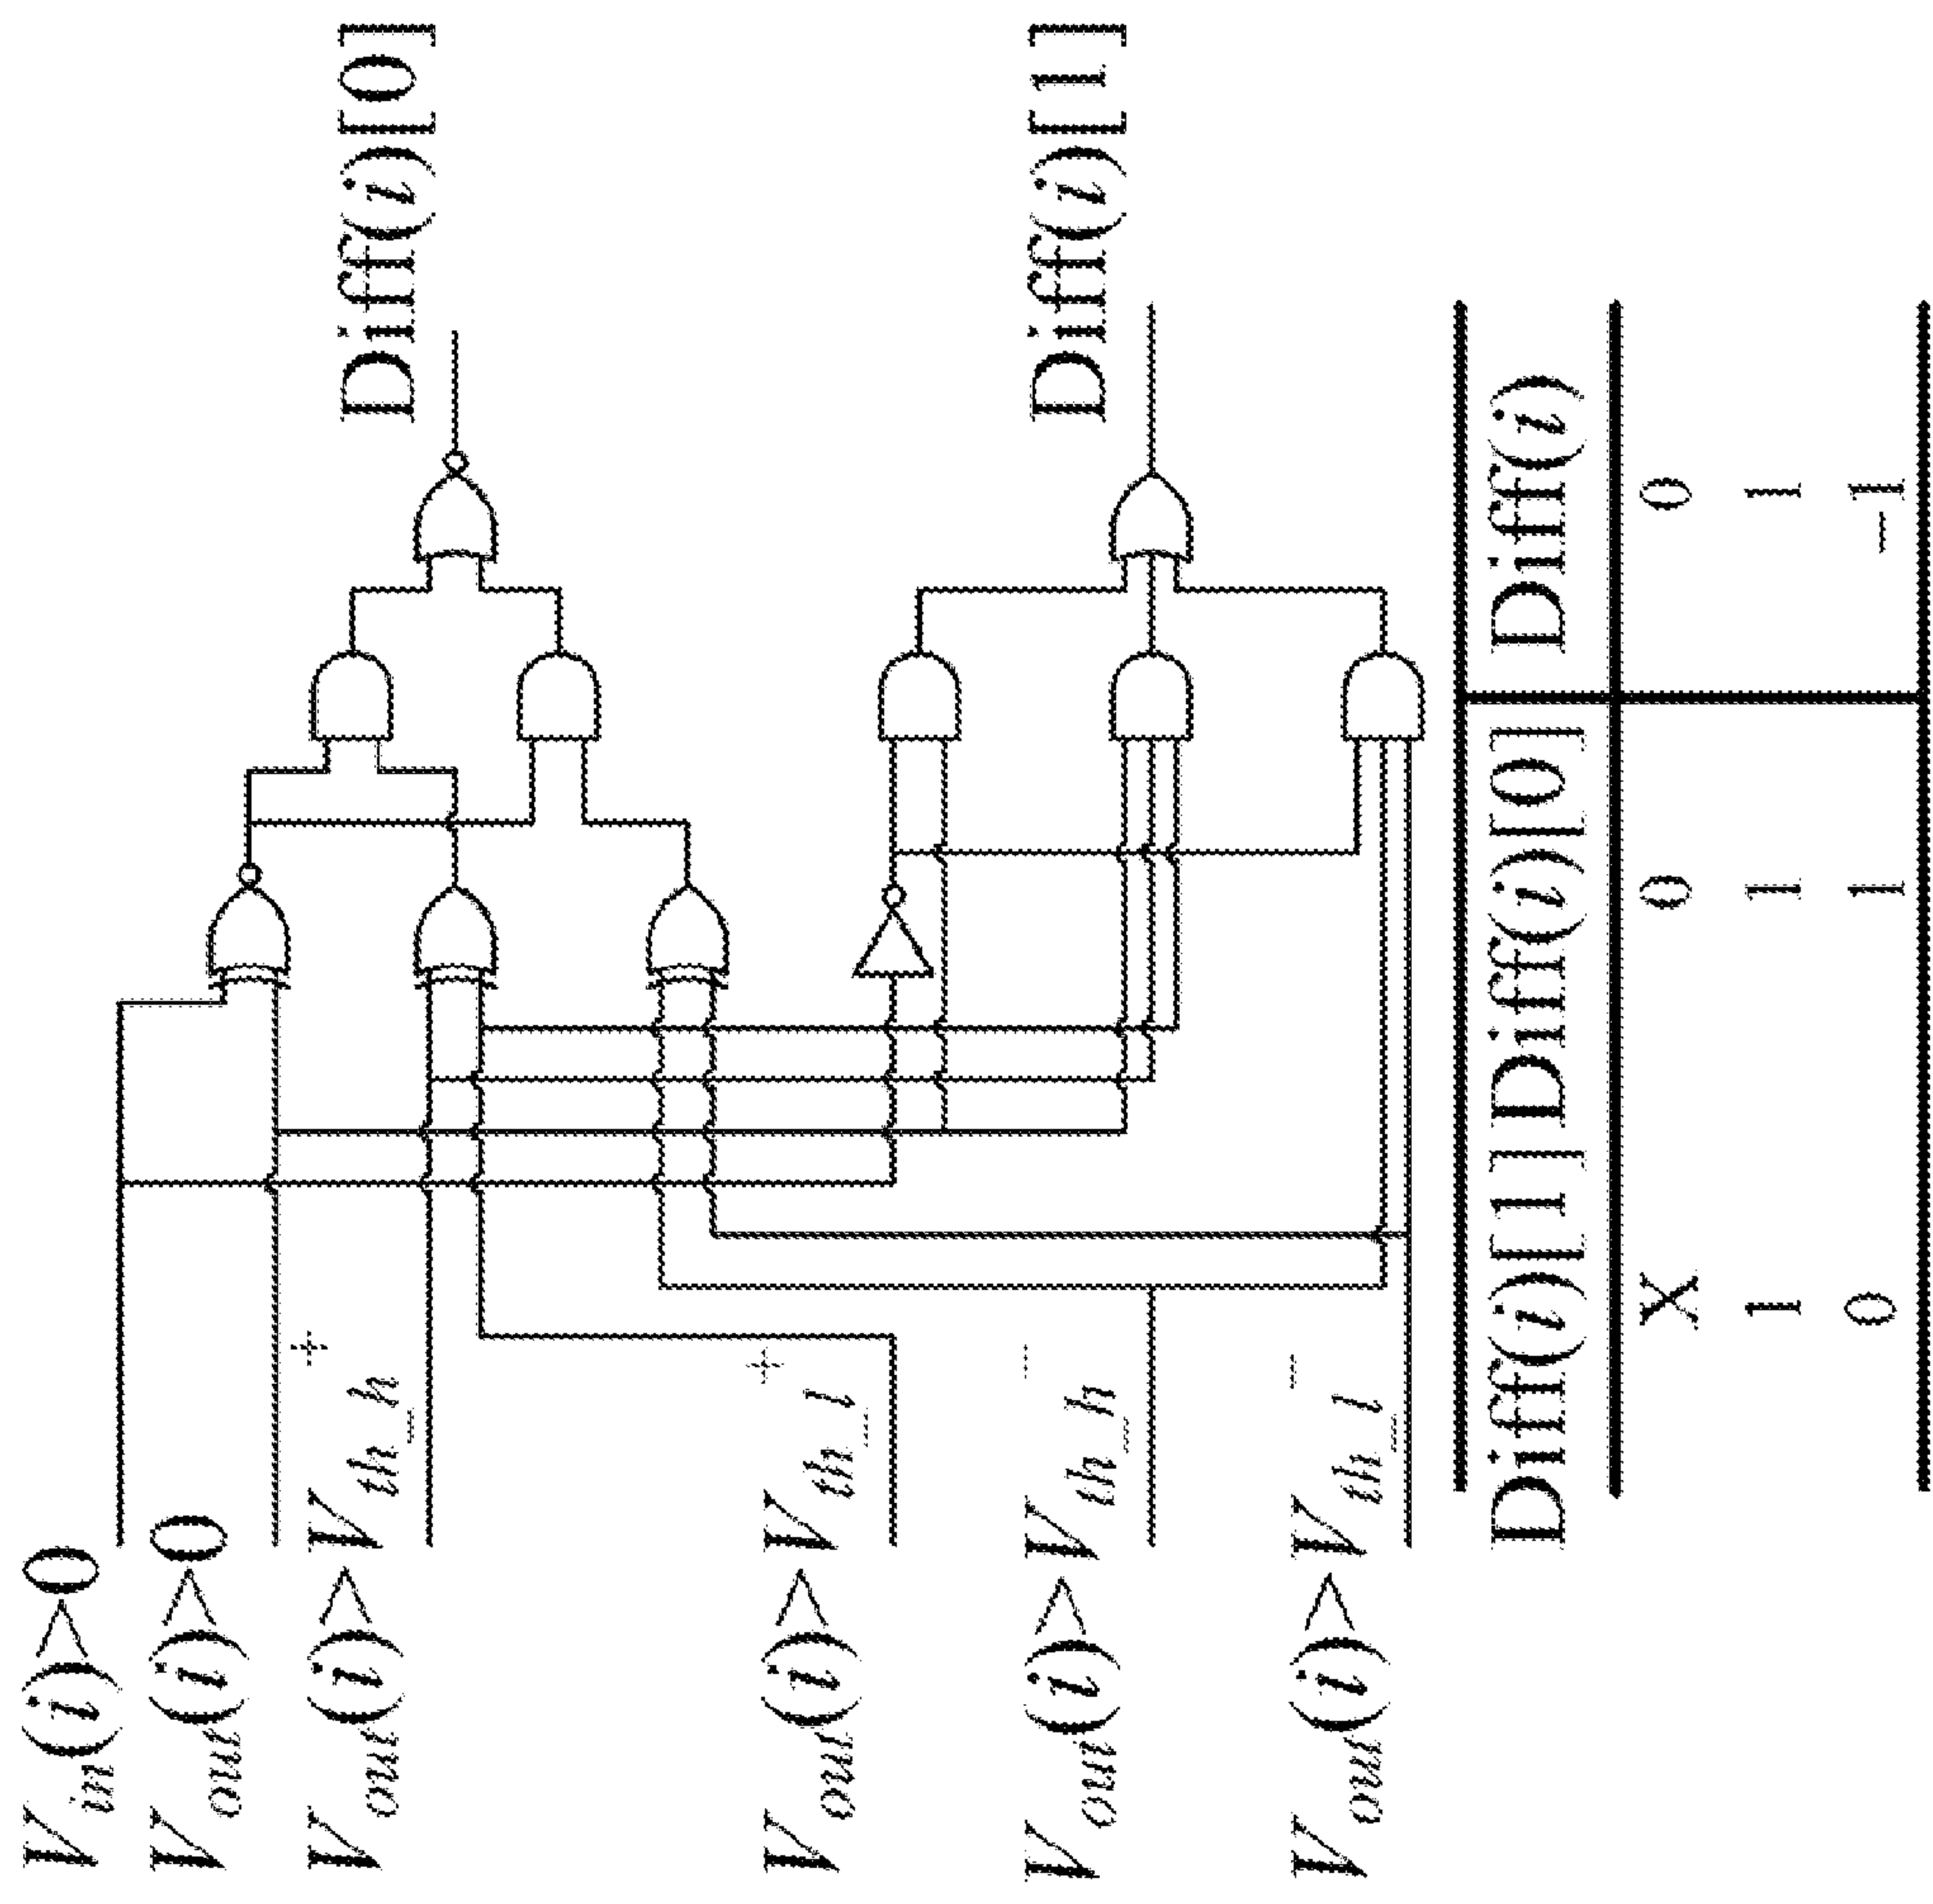 V_in(i)>0
V_out(i)>0
V_out(i)>V_th_h^+
V_out(i)>V_th_l^+
V_out(i)>V_th_h^-
V_out(i)>V_th_l^-
Diff(i)[0]
Diff(i)[1]
Diff(i)[1] Diff(i)[0] Diff(i)
X 0 0
1 1 1
0 1 −1